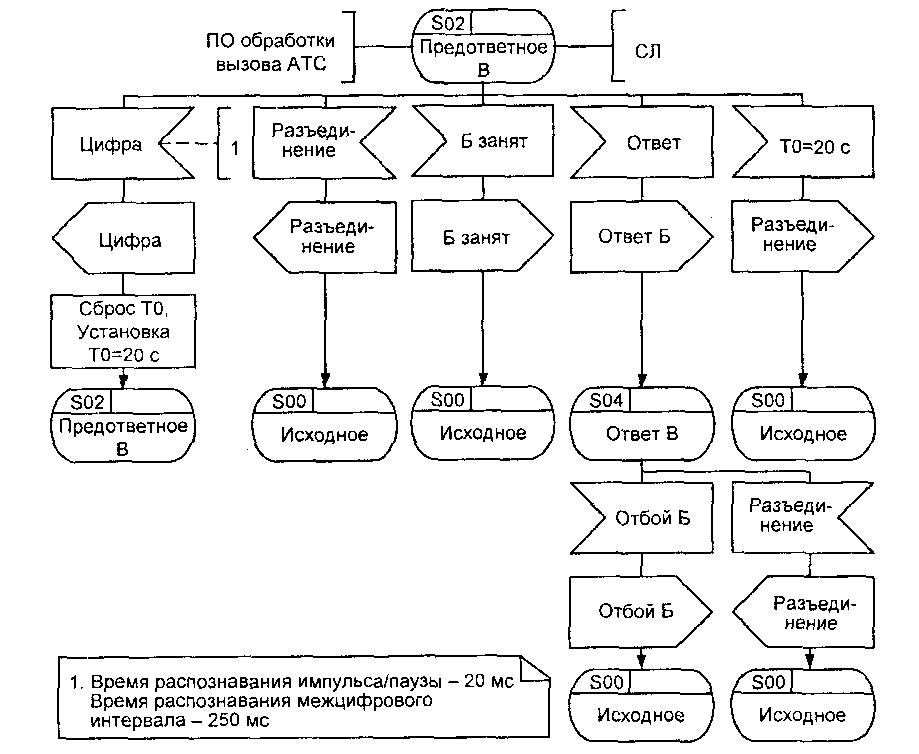 ПО обработки
вызова АТС
S02
Предответное
В
СЛ
Цифра
1
Разъеди-
нение
Б занят
Ответ
T0=20 с
Цифра
Разъеди-
нение
Б занят
Ответ Б
Разъеди-
нение
Сброс T0,
Установка
T0=20 с
S02
Предответное
В
S00
Исходное
S00
Исходное
S04
Ответ В
S00
Исходное
Отбой Б
Разъеди-
нение
Отбой Б
Разъеди-
нение
S00
Исходное
S00
Исходное
1. Время распознавания импульса/паузы – 20 мс
Время распознавания межцифрового
интервала – 250 мс